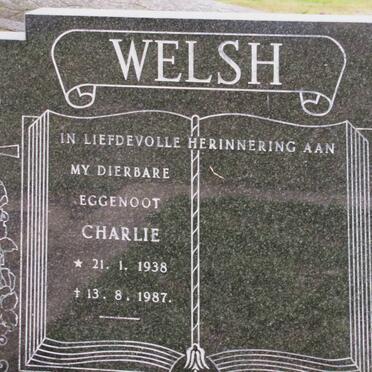 WELSH
IN LIEFDEVOLLE HERINNERING AAN
MY DIERBARE
EGGENOOT
CHARLIE
★ 21. 1. 1938
† 13. 8. 1987.